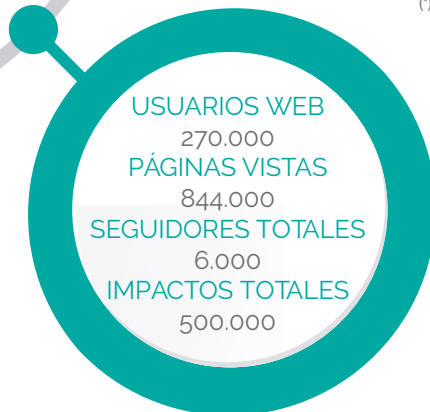 (*)
USUARIOS WEB
270.000
PÁGINAS VISTAS
844.000
SEGUIDORES TOTALES
6.000
IMPACTOS TOTALES
500.000